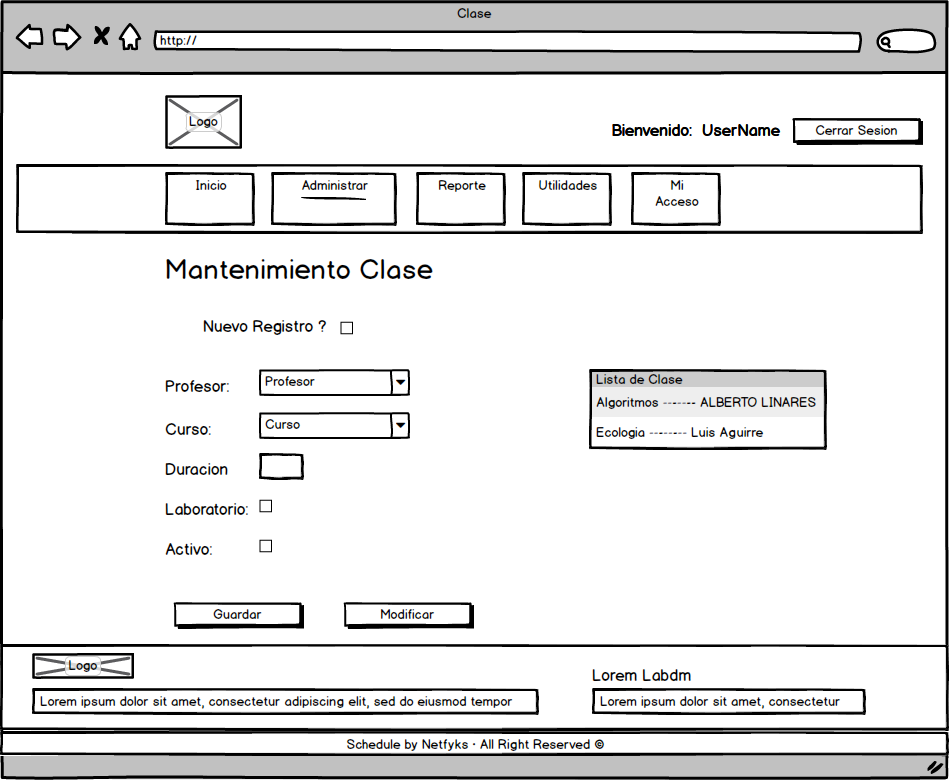 Clase
http://
Logo
Bienvenido: UserName
Cerrar Sesion
Inicio
Administrar
Reporte
Utilidades
Mi
Acceso
Mantenimiento Clase
Nuevo Registro ?
Profesor:
Profesor
Curso:
Curso
Duracion
Laboratorio:
Activo:
Lista de Clase
Algoritmos ------- ALBERTO LINARES
Ecologia -------- Luis Aguirre
Guardar
Modificar
Logo
Lorem ipsum dolor sit amet, consectetur adipiscing elit, sed do eiusmod tempor
Lorem Labdm
Lorem ipsum dolor sit amet, consectetur
Schedule by Netfyks · All Right Reserved ©